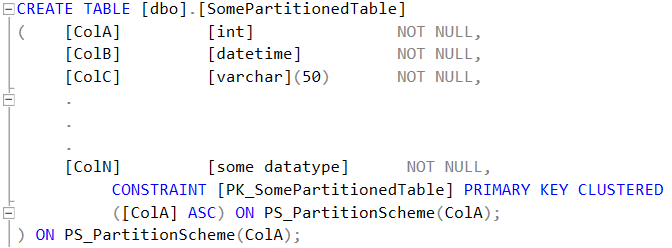 CREATE TABLE [dbo].[SomePartitionedTable]
( [ColA] [int] NOT NULL,
[ColB] [datetime] NOT NULL,
[ColC] [varchar](50) NOT NULL,
.
.
.
[ColN] [some datatype] NOT NULL,
CONSTRAINT [PK_SomePartitionedTable] PRIMARY KEY CLUSTERED
([ColA] ASC) ON PS_PartitionScheme(ColA);
) ON PS_PartitionScheme(ColA);